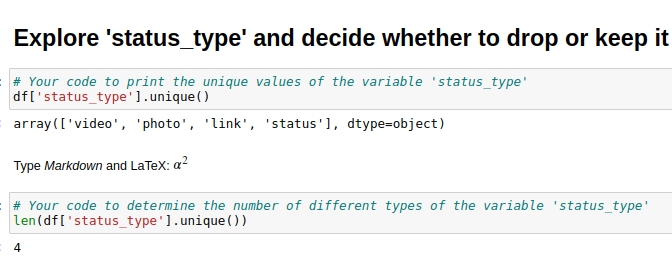 Explore 'status_type' and decide whether to drop or keep it
# Your code to print the unique values of the variable 'status_type'
df['status_type'].unique()
array(['video', 'photo', 'link', 'status'], dtype=object)
Type Markdown and LaTeX: α²
# Your code to determine the number of different types of the variable 'status_type'
len(df['status_type'].unique())
4